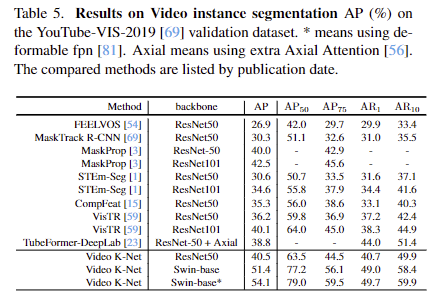 Table 5. Results on Video instance segmentation AP (%) on
the YouTube-VIS-2019 [69] validation dataset. * means using de-
formable fpn [81]. Axial means using extra Axial Attention [56].
The compared methods are listed by publication date.
Method backbone AP AP50 AP75 AR1 AR10
FEELVOS [54] ResNet50 26.9 42.0 29.7 29.9 33.4
MaskTrack R-CNN [69] ResNet50 30.3 51.1 32.6 31.0 35.5
MaskProp [3] ResNet-50 40.0 - 42.9 - -
MaskProp [3] ResNet101 42.5 - 45.6 - -
STEm-Seg [1] ResNet50 30.6 50.7 33.5 31.6 37.1
STEm-Seg [1] ResNet101 34.6 55.8 37.9 34.4 41.6
CompFeat [15] ResNet50 35.3 56.0 38.6 33.1 40.3
VisTR [59] ResNet50 36.2 59.8 36.9 37.2 42.4
VisTR [59] ResNet101 40.1 64.0 45.0 38.3 44.9
TubeFormer-DeepLab [23] ResNet-50 + Axial 38.8 - - 44.0 51.4
Video K-Net ResNet50 40.5 63.5 44.5 40.7 49.9
Video K-Net Swin-base 51.4 77.2 56.1 49.0 58.4
Video K-Net Swin-base* 54.1 79.0 59.5 49.7 59.9